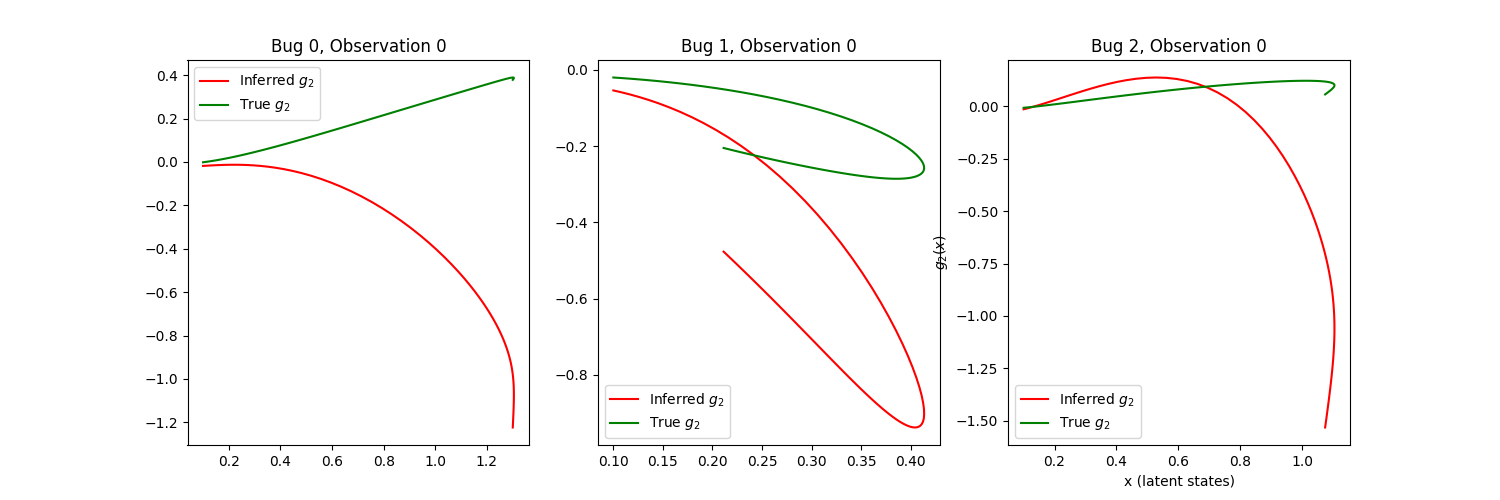 Bug 0, Observation 0
0.4
0.2
0.0
−0.2
−0.4
−0.6
−0.8
−1.0
−1.2
Inferred g₂
True g₂
0.2 0.4 0.6 0.8 1.0 1.2
Bug 1, Observation 0
0.0
−0.2
−0.4
−0.6
−0.8
Inferred g₂
True g₂
0.10 0.15 0.20 0.25 0.30 0.35 0.40
Bug 2, Observation 0
g₂(x)
0.00
−0.25
−0.50
−0.75
−1.00
−1.25
−1.50
Inferred g₂
True g₂
0.2 0.4 0.6 0.8 1.0
x (latent states)